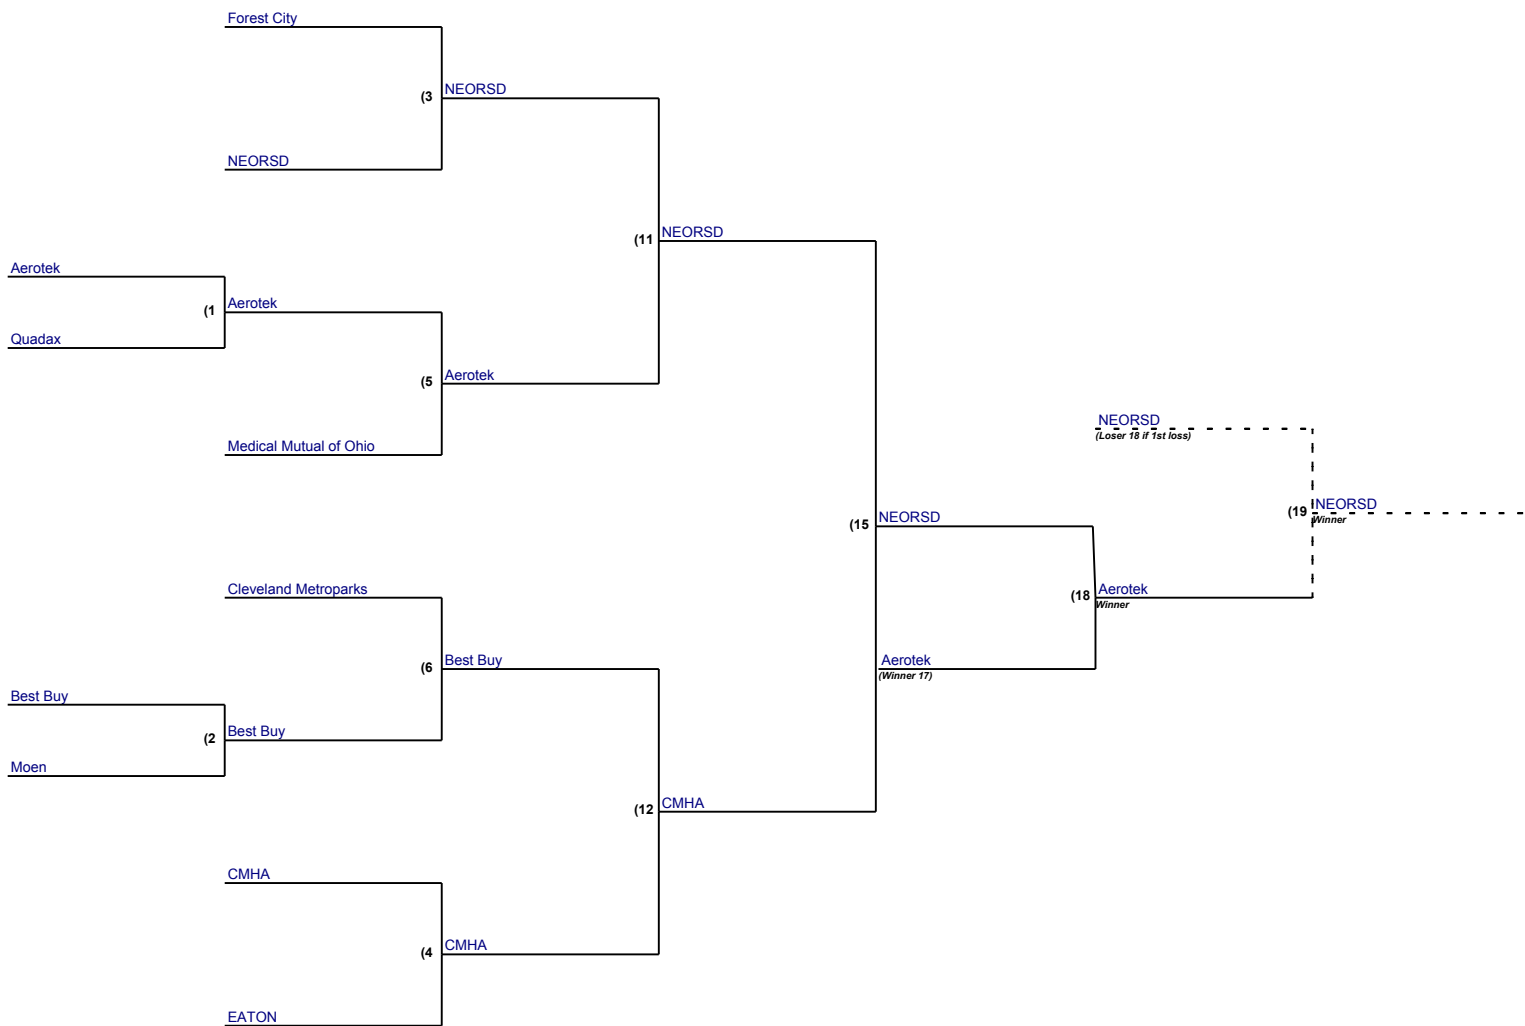 Forest City
(3
NEORSD
NEORSD
(11
NEORSD
Aerotek
(1
Aerotek
Quadax
(5
Aerotek
Medical Mutual of Ohio
NEORSD
(Loser 18 if 1st loss)
(15
NEORSD
(19
NEORSD
Winner
Cleveland Metroparks
(18
Aerotek
Winner
(6
Best Buy
Aerotek
(Winner 17)
Best Buy
(2
Best Buy
Moen
(12
CMHA
CMHA
(4
CMHA
EATON